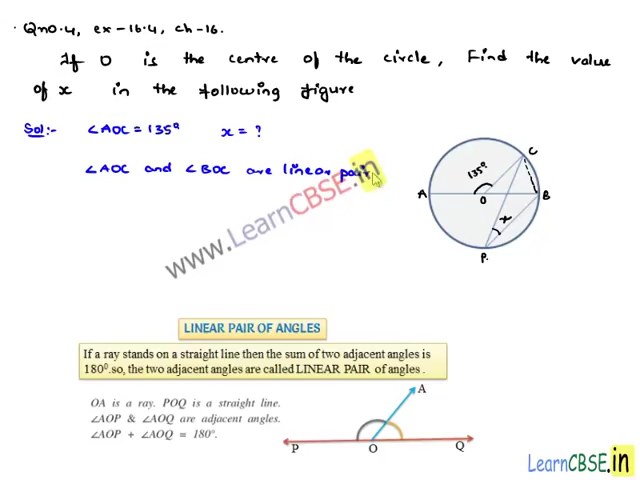 Qno.4, ex-16.4, ch-16.
If O is the centre of the circle, Find the value
of x in the following figure
Sol:- ∠AOC = 135° x = ?
∠AOC and ∠BOC are linear pair
www.LearnCBSE.in
C
135°
A
O
B
x
P.
LINEAR PAIR OF ANGLES
If a ray stands on a straight line then the sum of two adjacent angles is
180⁰.so, the two adjacent angles are called LINEAR PAIR of angles .
OA is a ray. POQ is a straight line.
∠AOP & ∠AOQ are adjacent angles.
∠AOP + ∠AOQ = 180°.
A
P
O
Q
LearnCBSE.in